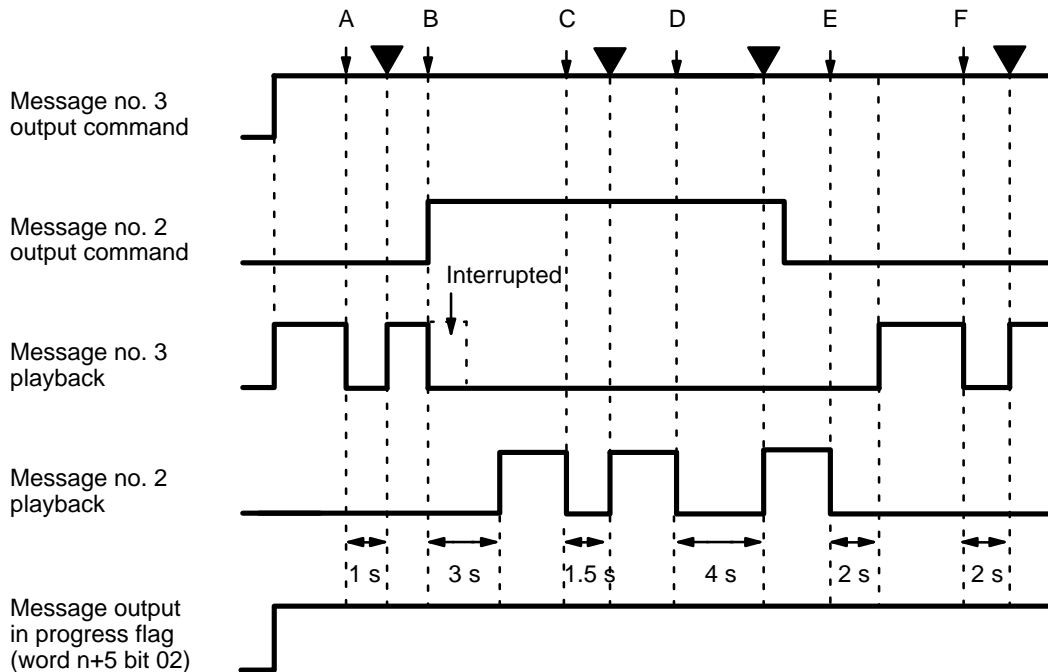 A B C D E F
Message no. 3
output command
Message no. 2
output command
Interrupted
Message no. 3
playback
Message no. 2
playback
1 s 3 s 1.5 s 4 s 2 s 2 s
Message output
in progress flag
(word n+5 bit 02)